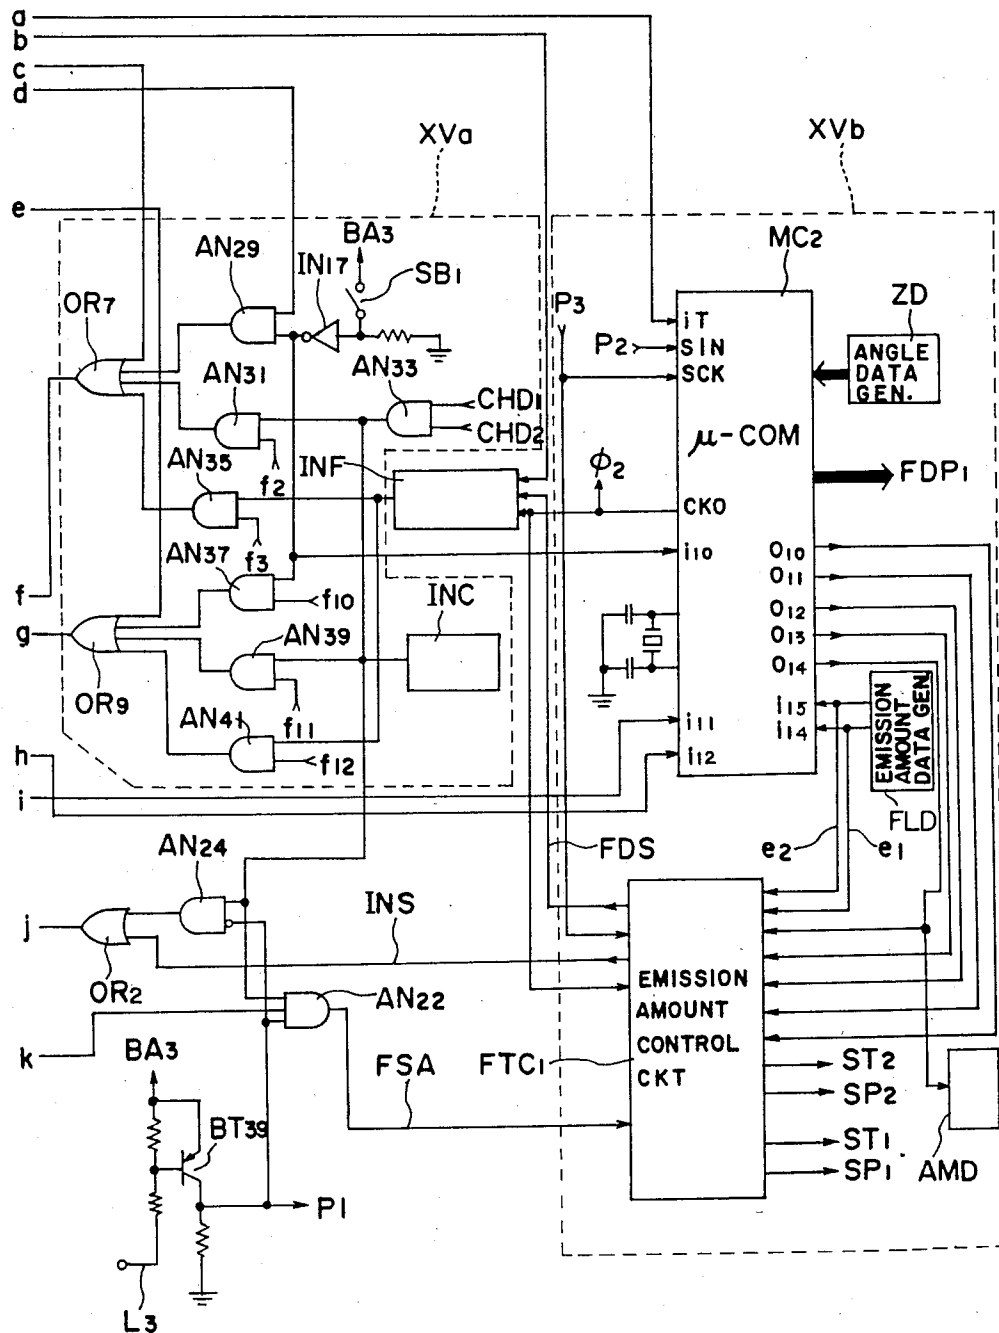 a
b
c
d
e
XVa
XVb
AN29
IN17
BA3
SB1
MC2
ZD
OR7
P3
iT
P2
SIN
SCK
ANGLE
DATA
GEN.
AN31
AN33
CHD1
CHD2
μ-COM
AN35
f2
INF
φ2
FDP1
CKO
f3
AN37
i10
O10
O11
O12
O13
O14
f
f10
INC
g
AN39
OR9
f11
i15
i14
EMISSION
AMOUNT
DATA GEN.
AN41
f12
i11
i12
h
i
FLD
AN24
FDS
e2
e1
INS
j
OR2
AN22
EMISSION
AMOUNT
CONTROL
CKT
k
BA3
FSA
FTC1
ST2
SP2
BT39
ST1
SP1
AMD
P1
L3